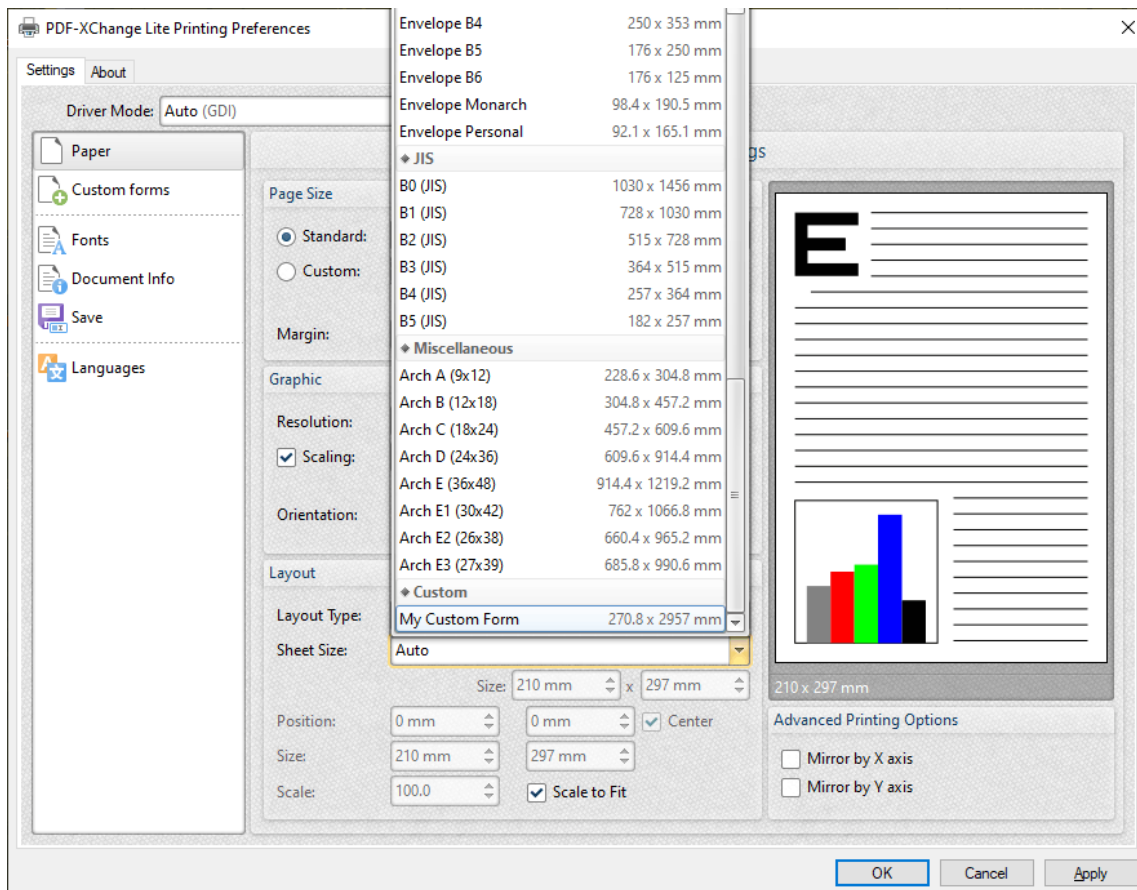 PDF-XChange Lite Printing Preferences
Settings
About
Driver Mode: Auto (GDI)
Paper
Custom forms
Fonts
Document Info
Save
Languages
Page Size
Standard:
Custom:
Margin:
Graphic
Resolution:
Scaling:
Orientation:
Layout
Layout Type:
Sheet Size: Auto
Size: 210 mm x 297 mm
Position: 0 mm 0 mm Center
Size: 210 mm 297 mm
Scale: 100.0 Scale to Fit
Envelope B4 250 x 353 mm
Envelope B5 176 x 250 mm
Envelope B6 176 x 125 mm
Envelope Monarch 98.4 x 190.5 mm
Envelope Personal 92.1 x 165.1 mm
JIS
B0 (JIS) 1030 x 1456 mm
B1 (JIS) 728 x 1030 mm
B2 (JIS) 515 x 728 mm
B3 (JIS) 364 x 515 mm
B4 (JIS) 257 x 364 mm
B5 (JIS) 182 x 257 mm
Miscellaneous
Arch A (9x12) 228.6 x 304.8 mm
Arch B (12x18) 304.8 x 457.2 mm
Arch C (18x24) 457.2 x 609.6 mm
Arch D (24x36) 609.6 x 914.4 mm
Arch E (36x48) 914.4 x 1219.2 mm
Arch E1 (30x42) 762 x 1066.8 mm
Arch E2 (26x38) 660.4 x 965.2 mm
Arch E3 (27x39) 685.8 x 990.6 mm
Custom
My Custom Form 270.8 x 2957 mm
E
210 x 297 mm
Advanced Printing Options
Mirror by X axis
Mirror by Y axis
OK
Cancel
Apply